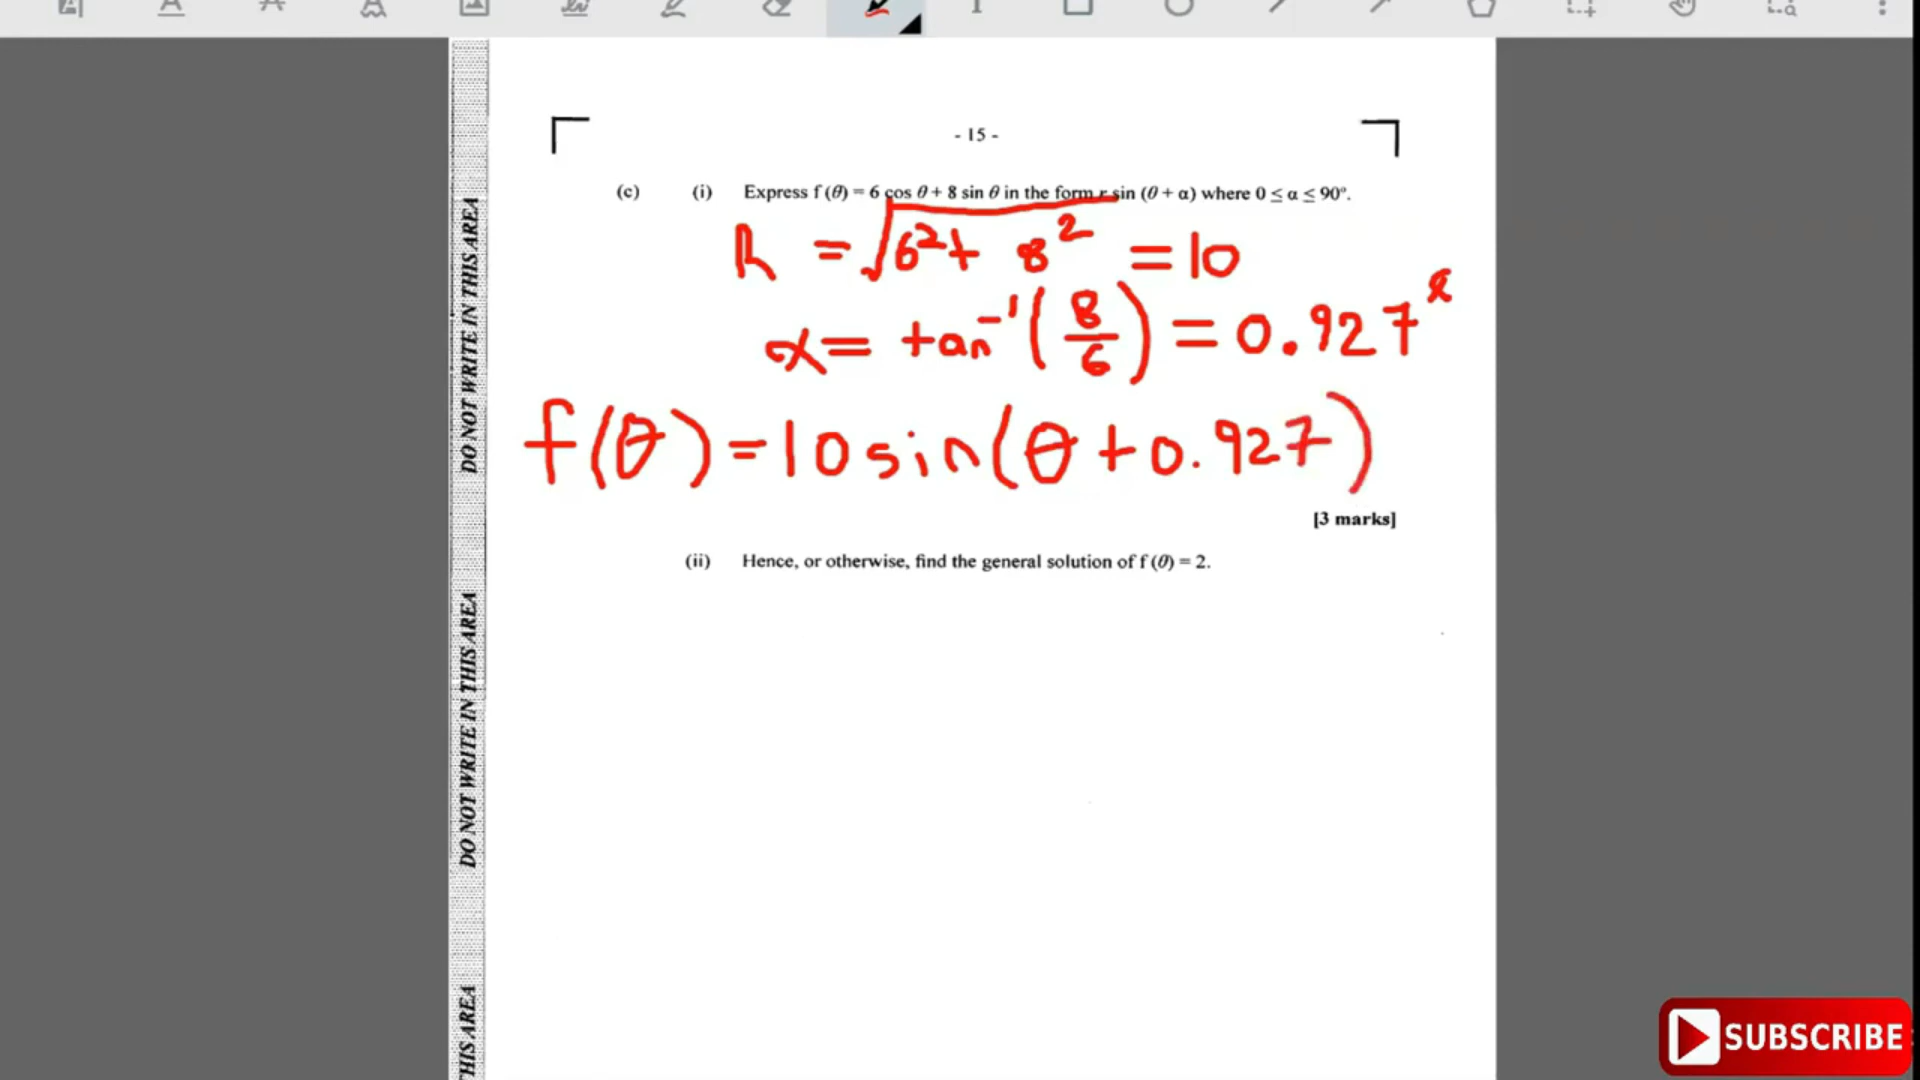 - 15 -
(c) (i) Express f (θ) = 6 cos θ + 8 sin θ in the form r sin (θ + α) where 0 ≤ α ≤ 90°.
R = √6² + 8² = 10
α = tan⁻¹(8/6) = 0.927
f(θ) = 10 sin(θ + 0.927)
[3 marks]
(ii) Hence, or otherwise, find the general solution of f (θ) = 2.
DO NOT WRITE IN THIS AREA
DO NOT WRITE IN THIS AREA
THIS AREA
SUBSCRIBE